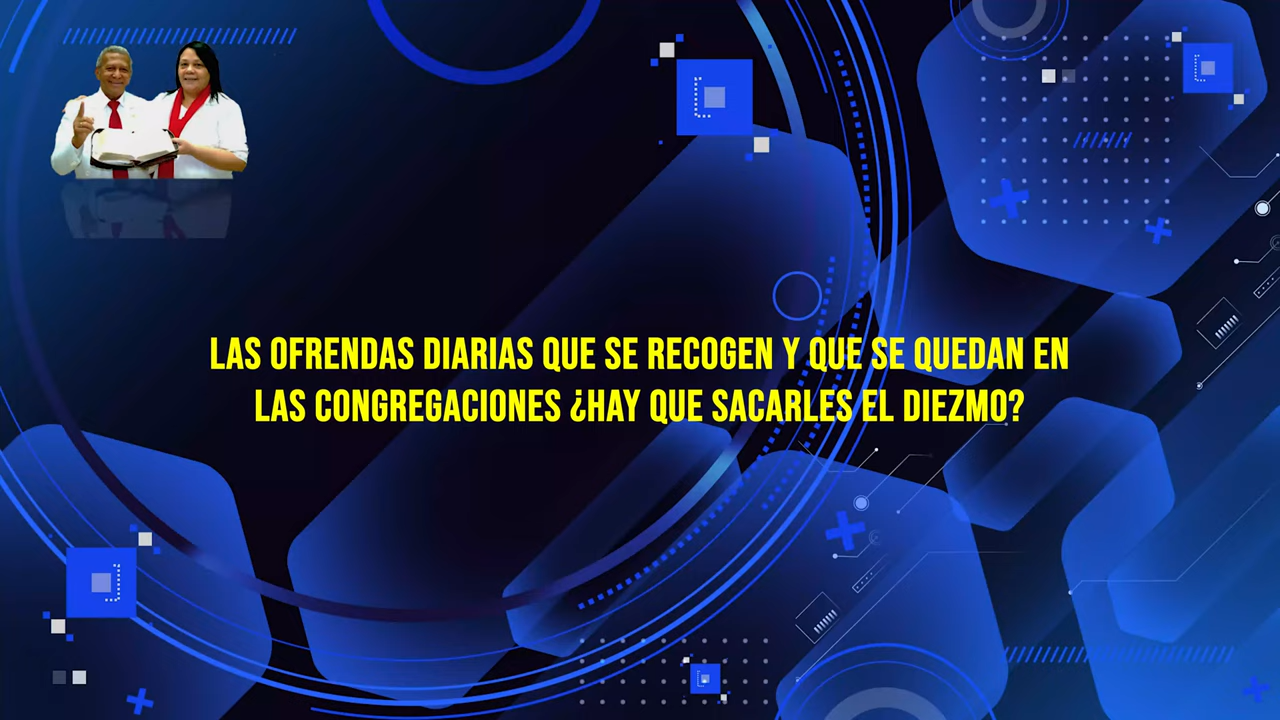 LAS OFRENDAS DIARIAS QUE SE RECOGEN Y QUE SE QUEDAN EN
LAS CONGREGACIONES ¿HAY QUE SACARLES EL DIEZMO?